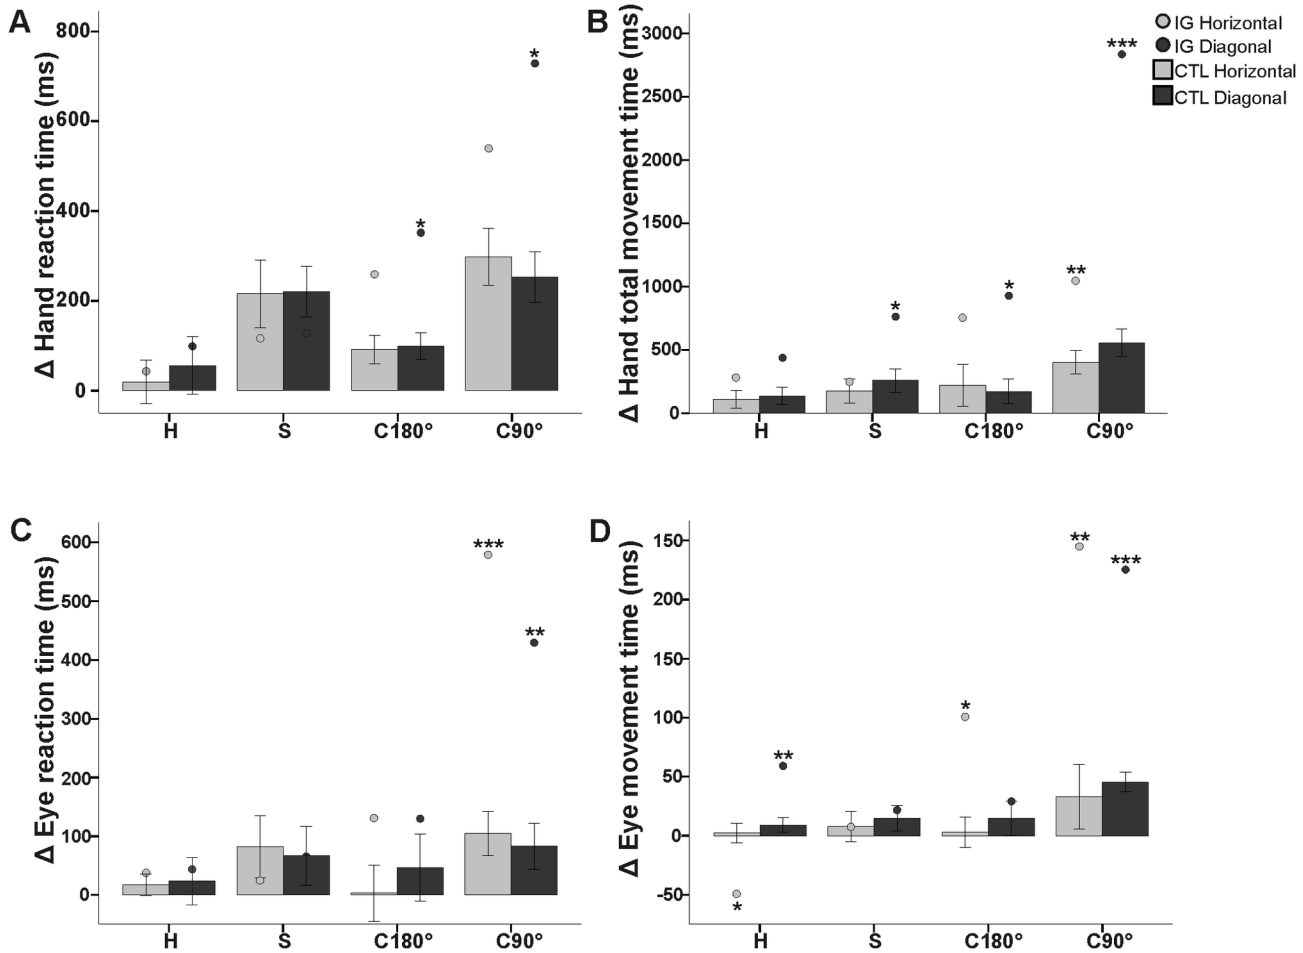 A
Δ Hand reaction time (ms)
800
600
400
200
0
*
*
H S C180° C90°
B
Δ Hand total movement time (ms)
3000
2500
2000
1500
1000
500
0
***
**
*
*
H S C180° C90°
IG Horizontal
IG Diagonal
CTL Horizontal
CTL Diagonal
C
Δ Eye reaction time (ms)
600
500
400
300
200
100
0
***
**
H S C180° C90°
D
Δ Eye movement time (ms)
150
200
150
100
50
0
-50
**
***
*
**
*
H S C180° C90°